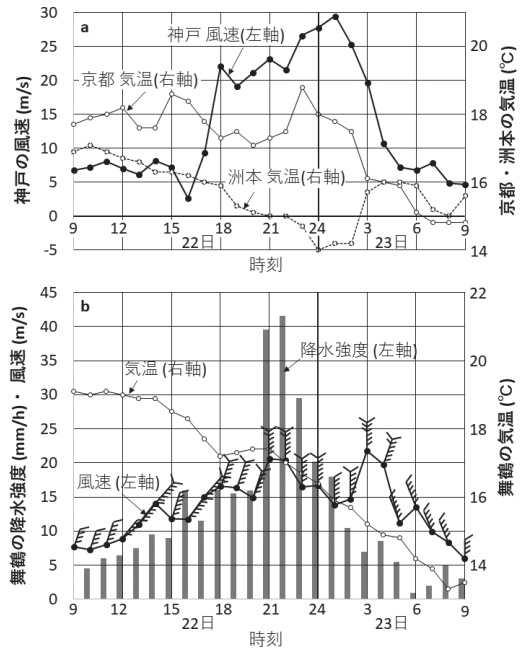 a
神戸の風速 (m/s)
30
25
20
15
10
5
0
-5
神戸 風速(左軸)
京都 気温(右軸)
洲本 気温(右軸)
20
18
16
14
京都・洲本の気温 (℃)
9 12 15 18 21 24 3 6 9
22日 23日
時刻
b
舞鶴の降水強度 (mm/h)・ 風速 (m/s)
45
40
35
30
25
20
15
10
5
0
気温 (右軸)
降水強度 (左軸)
風速 (左軸)
22
20
18
16
14
舞鶴の気温 (℃)
9 12 15 18 21 24 3 6 9
22日 23日
時刻